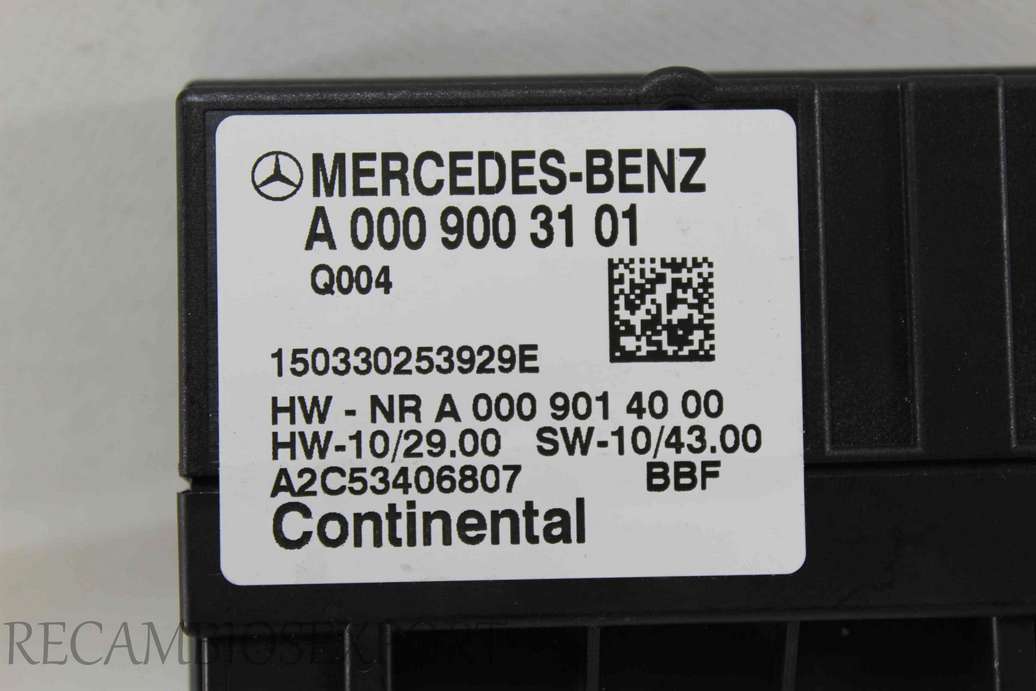 MERCEDES-BENZ
A 000 900 31 01
Q004
150330253929E
HW - NR A 000 901 40 00
HW-10/29.00 SW-10/43.00
A2C53406807 BBF
Continental
RECAMBIOSEXPORT